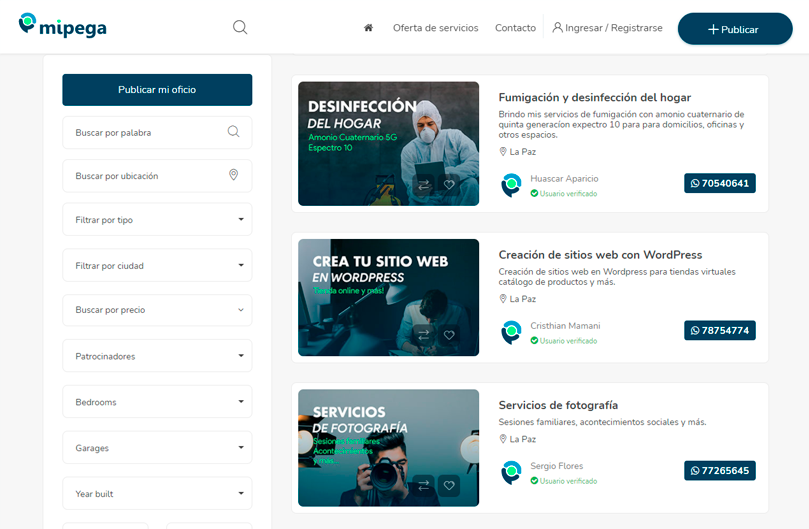 mipega
Oferta de servicios
Contacto
Ingresar / Registrarse
Publicar
Publicar mi oficio
Buscar por palabra
Buscar por ubicación
Filtrar por tipo
Filtrar por ciudad
Buscar por precio
Patrocinadores
Bedrooms
Garages
Year built
DESINFECCIÓN
DEL HOGAR
Amonio Cuaternario 5G
Espectro 10
Fumigación y desinfección del hogar
Brindo mis servicios de fumigación con amonio cuaternario de
quinta generacíon expectro 10 para para domicilios, oficinas y
otros espacios.
La Paz
Huascar Aparicio
Usuario verificado
70540641
CREA TU SITIO WEB
EN WORDPRESS
Tienda online y más!
Creación de sitios web con WordPress
Creación de sitios web en Wordpress para tiendas virtuales
catálogo de productos y más.
La Paz
Cristhian Mamani
Usuario verificado
78754774
SERVICIOS
DE FOTOGRAFÍA
Sesiones familiares
Acontecimientos
y más...
Servicios de fotografía
Sesiones familiares, acontecimientos sociales y más.
La Paz
Sergio Flores
Usuario verificado
77265645